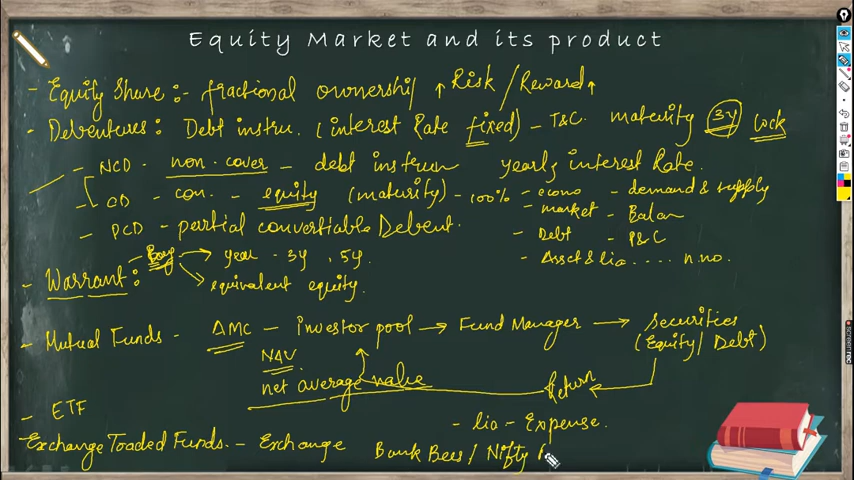 Equity Market and its product
- Equity Share :- fractional ownership ↑ Risk / Reward ↑
- Debentures : Debt instru. (interest Rate fixed) - T&C. maturity 3y lock
- NCD - non.cover - debt instrum yearly interest Rate.
- OD - con. - equity (maturity) - 100% - econo - demand & supply
- market - Balan
- PCD - partial convertiable Debent. - Debt - P&C
- Asset & lia ..... n.no.
- Warrant : - Buy → year - 3y , 5y.
→ equivalent equity.
- Mutual Funds - AMC - investor pool → Fund Manager → securities
(Equity / Debt)
NAV
net average value Return
- ETF
- lia - Expense.
Exchange Traded Funds. - Exchange Bank Bees / Nifty